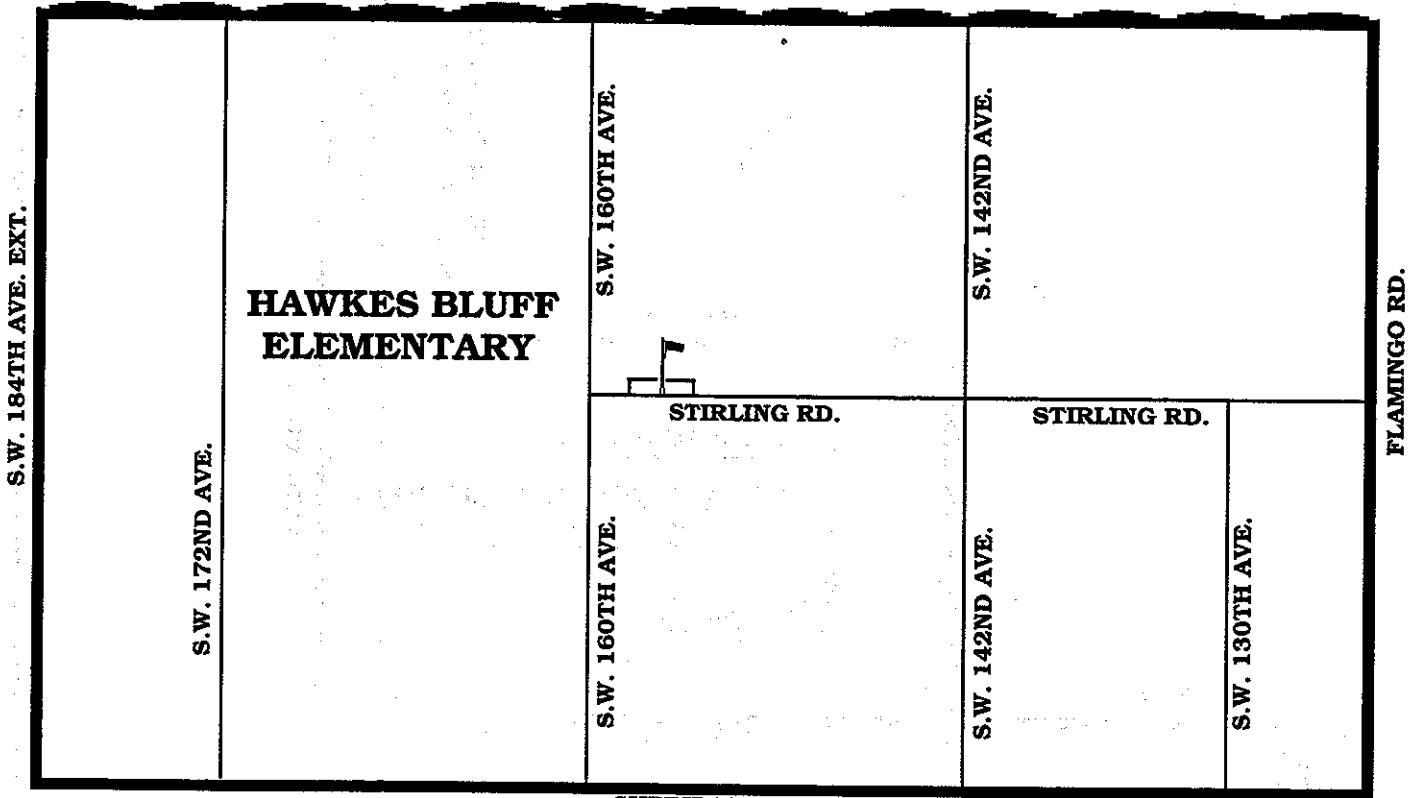 S.W. 184TH AVE. EXT.
S.W. 172ND AVE.
HAWKES BLUFF
ELEMENTARY
S.W. 160TH AVE.
S.W. 142ND AVE.
STIRLING RD.
STIRLING RD.
S.W. 160TH AVE.
S.W. 142ND AVE.
S.W. 130TH AVE.
FLAMINGO RD.